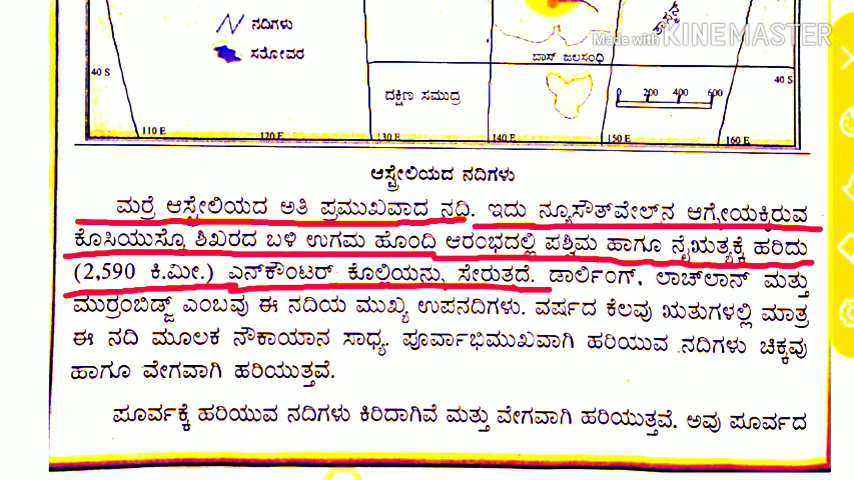 ನದಿಗಳು
ಸರೋವರ
Made with KINEMASTER
ತಾಸ್ಮನ್
ಬಾಸ್ ಜಲಸಂಧಿ
40 S
40 S
ದಕ್ಷಿಣ ಸಮುದ್ರ
0 200 400 600
110 E 120 E 130 E 140 E 150 E 160 E
ಆಸ್ಟ್ರೇಲಿಯದ ನದಿಗಳು
ಮರ್ರೆ ಆಸ್ಟ್ರೇಲಿಯದ ಅತಿ ಪ್ರಮುಖವಾದ ನದಿ. ಇದು ನ್ಯೂಸೌತ್‌ವೇಲ್‌ನ ಆಗ್ನೇಯಕ್ಕಿರುವ
ಕೊಸಿಯುಸ್ಕೊ ಶಿಖರದ ಬಳಿ ಉಗಮ ಹೊಂದಿ ಆರಂಭದಲ್ಲಿ ಪಶ್ಚಿಮ ಹಾಗೂ ನೈಋತ್ಯಕ್ಕೆ ಹರಿದು
(2,590 ಕಿ.ಮೀ.) ಎನ್‌ಕೌಂಟರ್ ಕೊಲ್ಲಿಯನ್ನು ಸೇರುತ್ತದೆ. ಡಾರ್ಲಿಂಗ್, ಲಾಚ್‌ಲಾನ್ ಮತ್ತು
ಮುರ್ರಂಬಿಡ್ಜ್ ಎಂಬವು ಈ ನದಿಯ ಮುಖ್ಯ ಉಪನದಿಗಳು. ವರ್ಷದ ಕೆಲವು ಋತುಗಳಲ್ಲಿ ಮಾತ್ರ
ಈ ನದಿ ಮೂಲಕ ನೌಕಾಯಾನ ಸಾಧ್ಯ. ಪೂರ್ವಾಭಿಮುಖವಾಗಿ ಹರಿಯುವ ನದಿಗಳು ಚಿಕ್ಕವು
ಹಾಗೂ ವೇಗವಾಗಿ ಹರಿಯುತ್ತವೆ.
ಪೂರ್ವಕ್ಕೆ ಹರಿಯುವ ನದಿಗಳು ಕಿರಿದಾಗಿವೆ ಮತ್ತು ವೇಗವಾಗಿ ಹರಿಯುತ್ತವೆ. ಅವು ಪೂರ್ವದ